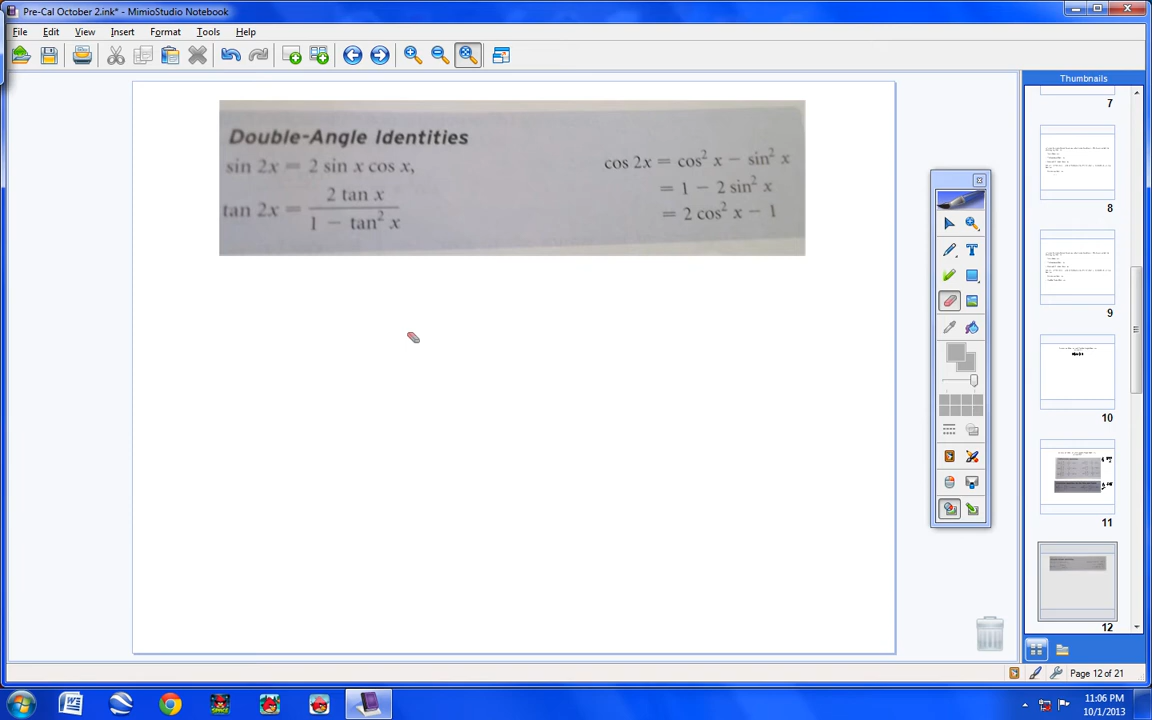 Pre-Cal October 2.ink* - MimioStudio Notebook
File Edit View Insert Format Tools Help
Thumbnails
Double-Angle Identities
sin 2x = 2 sin x cos x,
tan 2x = 2 tan x / 1 − tan² x
cos 2x = cos² x − sin² x
= 1 − 2 sin² x
= 2 cos² x − 1
7
8
9
10
11
12
Page 12 of 21
11:06 PM
10/1/2013